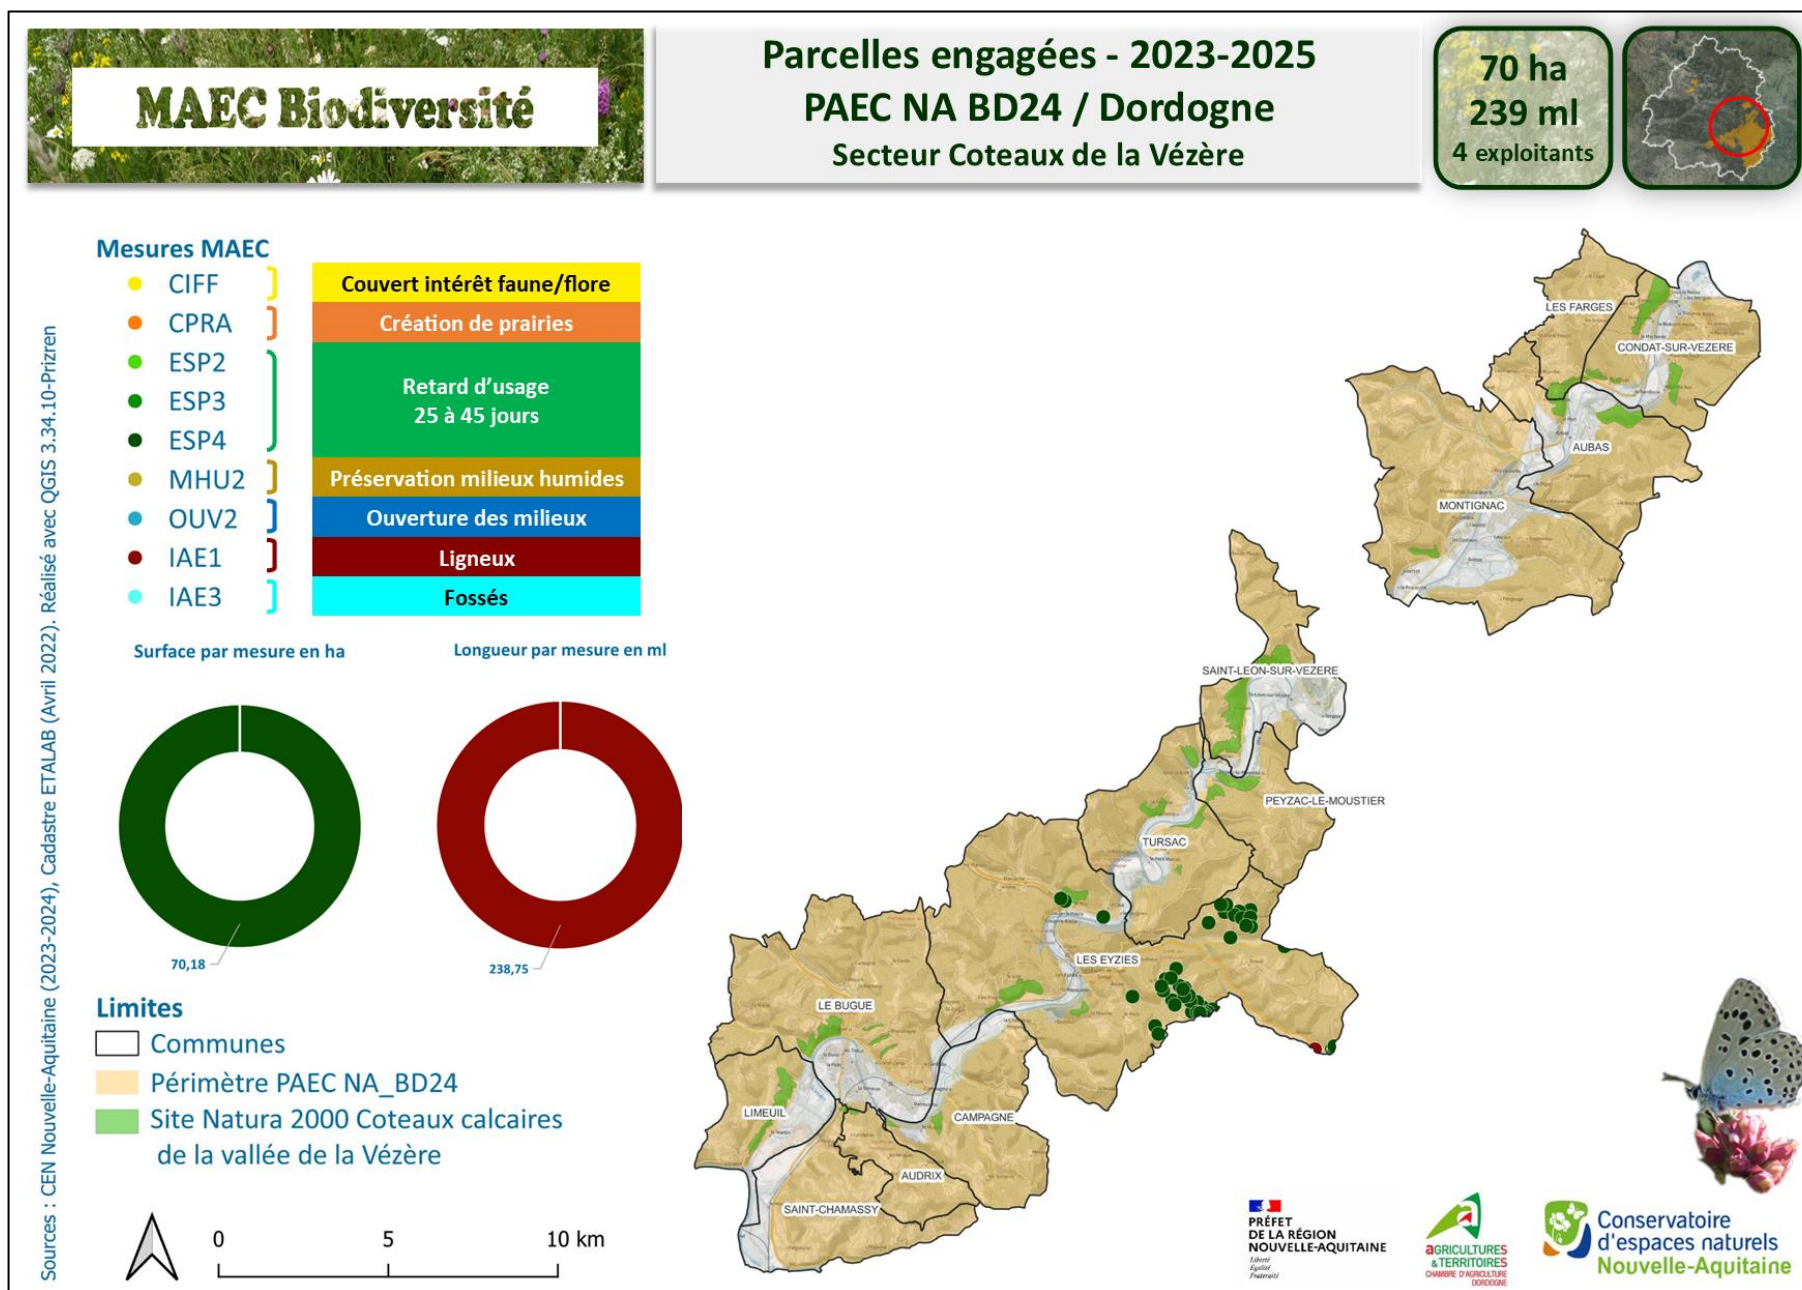 MAEC Biodiversité
Parcelles engagées - 2023-2025
PAEC NA BD24 / Dordogne
Secteur Coteaux de la Vézère
70 ha
239 ml
4 exploitants
Mesures MAEC
CIFF
Couvert intérêt faune/flore
CPRA
Création de prairies
ESP2
ESP3
ESP4
Retard d’usage
25 à 45 jours
MHU2
Préservation milieux humides
OUV2
Ouverture des milieux
IAE1
Ligneux
IAE3
Fossés
Surface par mesure en ha
Longueur par mesure en ml
70,18
238,75
Limites
Communes
Périmètre PAEC NA_BD24
Site Natura 2000 Coteaux calcaires
de la vallée de la Vézère
0 5 10 km
Sources : CEN Nouvelle-Aquitaine (2023-2024), Cadastre ETALAB (Avril 2022). Réalisé avec QGIS 3.34.10-Prizren
LES FARGES
CONDAT-SUR-VEZERE
AUBAS
MONTIGNAC
SAINT-LEON-SUR-VEZERE
PEYZAC-LE-MOUSTIER
TURSAC
LES EYZIES
LE BUGUE
LIMEUIL
CAMPAGNE
AUDRIX
SAINT-CHAMASSY
PRÉFET
DE LA RÉGION
NOUVELLE-AQUITAINE
Liberté
Égalité
Fraternité
aGRICULTURES
& TERRITOIRES
CHAMBRE D'AGRICULTURE
DORDOGNE
Conservatoire
d'espaces naturels
Nouvelle-Aquitaine